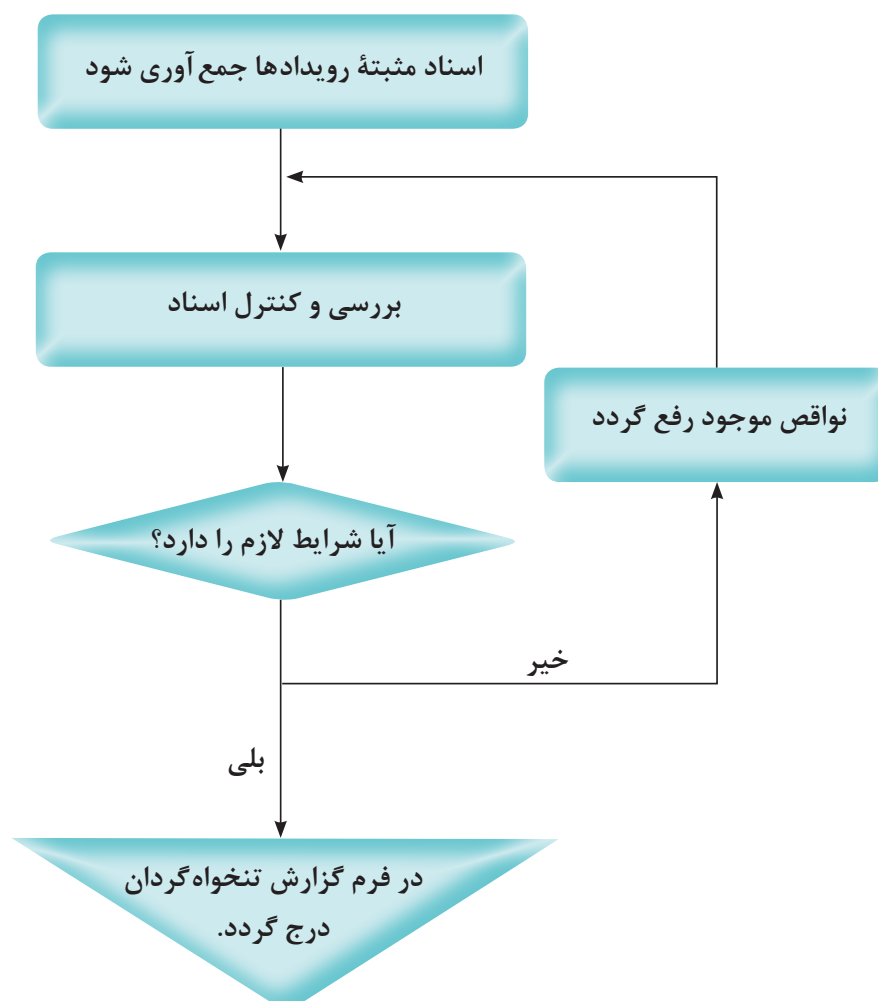 اسناد مثبتهٔ رویدادها جمع‌آوری شود
بررسی و کنترل اسناد
نواقص موجود رفع گردد
آیا شرایط لازم را دارد؟
خیر
بلی
در فرم گزارش تنخواه‌گردان
درج گردد.